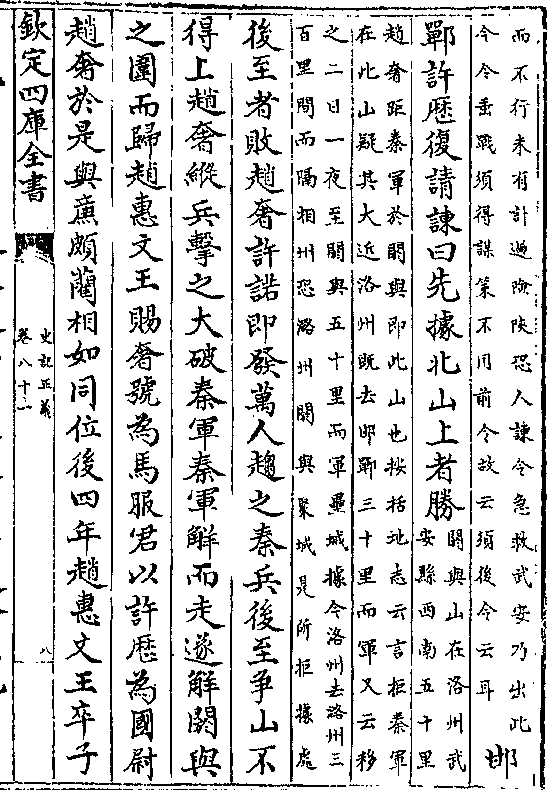 而不行未有計過險陜恐人諫令急救武安乃出此
今令垂戰須得謀策不用前令故云須後令云耳
邯
鄲許歴復請諫曰先據北山上者勝
閼與山在洛州武
安縣西南五十里
趙奢距秦軍於閼與即此山也按括地志云言拒秦軍
在此山疑其大近洛州既去邯鄲三十里而軍又云移
之二日一夜至閼與五十里而軍壘城據今洛州去潞州三
百里間而隔相州恐潞州閼與聚城是所拒據處
後至者敗趙奢許諾即發萬人趨之秦兵後至爭山不
得上趙奢縱兵擊之大破秦軍秦軍解而走遂解閼與
之圍而歸趙惠文王賜奢號為馬服君以許歴為國尉
趙奢於是與廉頗藺相如同位後四年趙惠文王卒子
欽定四庫全書
史記正義
卷八十一
八